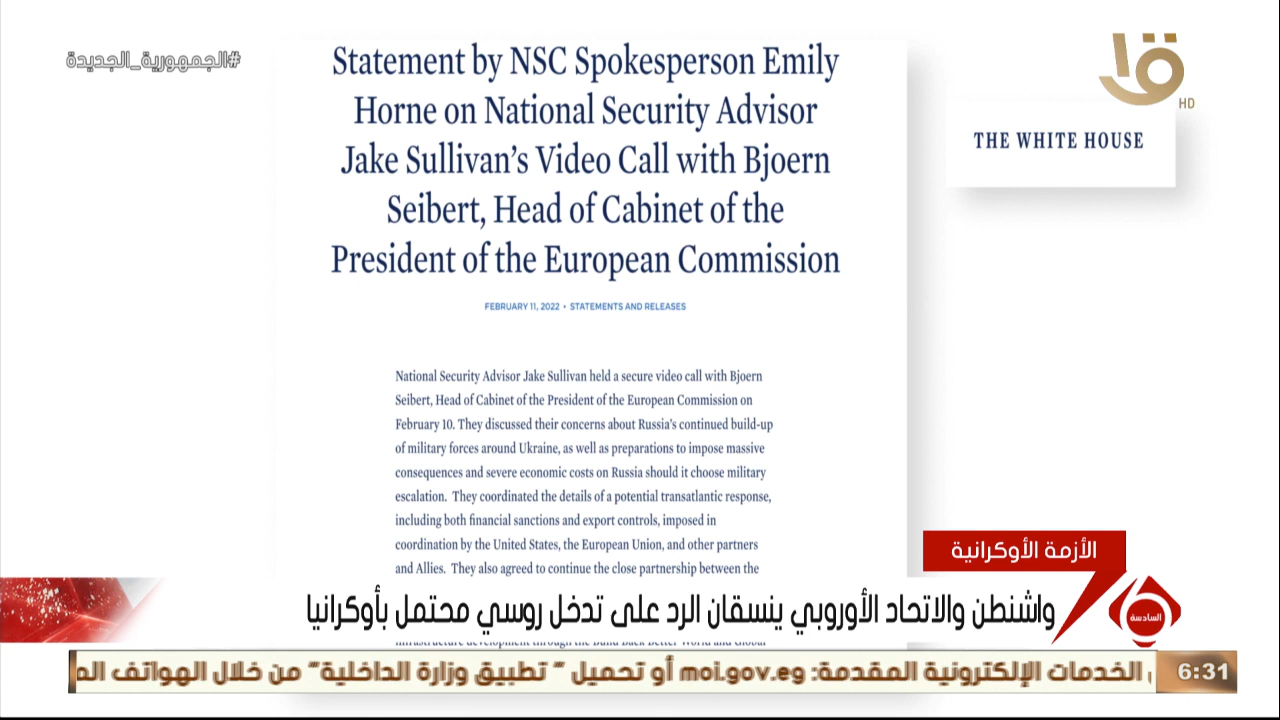 #الجمهورية_الجديدة
HD
THE WHITE HOUSE
Statement by NSC Spokesperson Emily
Horne on National Security Advisor
Jake Sullivan's Video Call with Bjoern
Seibert, Head of Cabinet of the
President of the European Commission
FEBRUARY 11, 2022 • STATEMENTS AND RELEASES
National Security Advisor Jake Sullivan held a secure video call with Bjoern
Seibert, Head of Cabinet of the President of the European Commission on
February 10. They discussed their concerns about Russia's continued build-up
of military forces around Ukraine, as well as preparations to impose massive
consequences and severe economic costs on Russia should it choose military
escalation.  They coordinated the details of a potential transatlantic response,
including both financial sanctions and export controls, imposed in
coordination by the United States, the European Union, and other partners
and Allies.  They also agreed to continue the close partnership between the
الأزمة الأوكرانية
واشنطن والاتحاد الأوروبي ينسقان الرد على تدخل روسي محتمل بأوكرانيا
السادسة
الخدمات الإلكترونية المقدمة: moi.gov.eg أو تحميل " تطبيق وزارة الداخلية" من خلال الهواتف
6:31